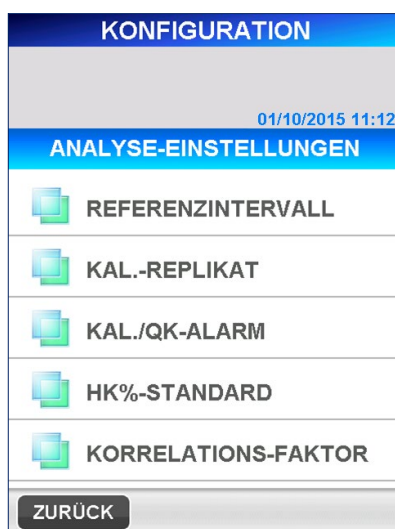 KONFIGURATION
01/10/2015 11:12
ANALYSE-EINSTELLUNGEN
REFERENZINTERVALL
KAL.-REPLIKAT
KAL./QK-ALARM
HK%-STANDARD
KORRELATIONS-FAKTOR
ZURÜCK